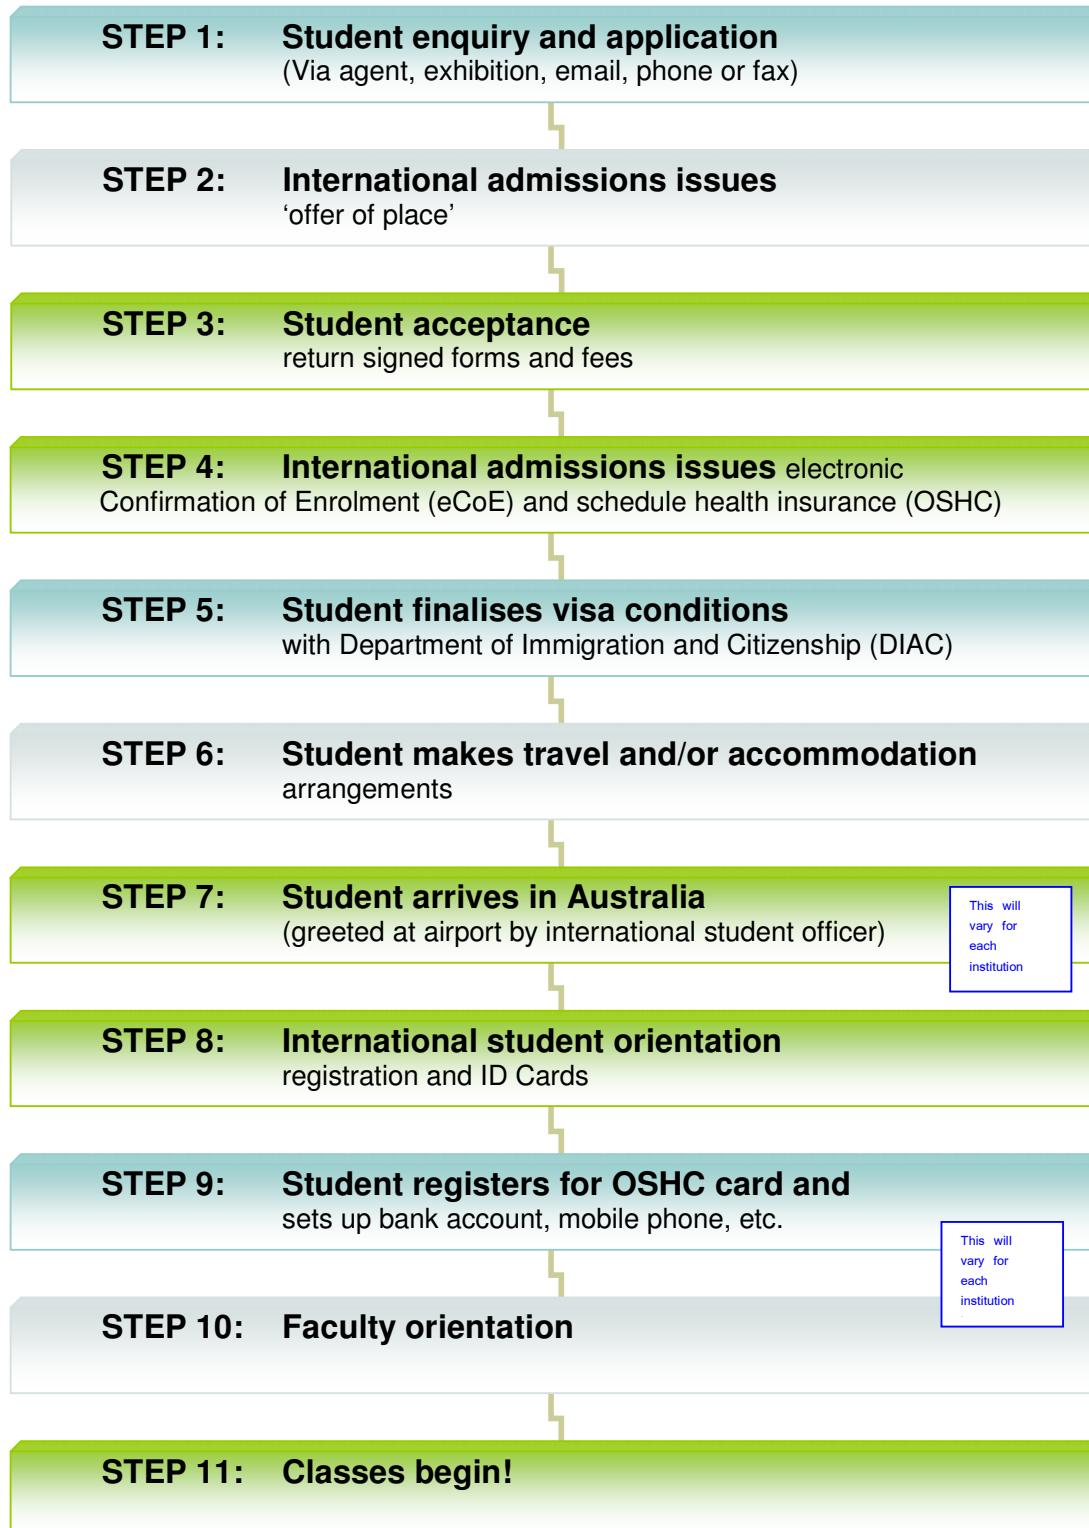 STEP 1: Student enquiry and application
(Via agent, exhibition, email, phone or fax)
STEP 2: International admissions issues
‘offer of place’
STEP 3: Student acceptance
return signed forms and fees
STEP 4: International admissions issues electronic
Confirmation of Enrolment (eCoE) and schedule health insurance (OSHC)
STEP 5: Student finalises visa conditions
with Department of Immigration and Citizenship (DIAC)
STEP 6: Student makes travel and/or accommodation
arrangements
STEP 7: Student arrives in Australia
(greeted at airport by international student officer)
This will
vary for
each
institution
STEP 8: International student orientation
registration and ID Cards
STEP 9: Student registers for OSHC card and
sets up bank account, mobile phone, etc.
This will
vary for
each
institution
STEP 10: Faculty orientation
STEP 11: Classes begin!